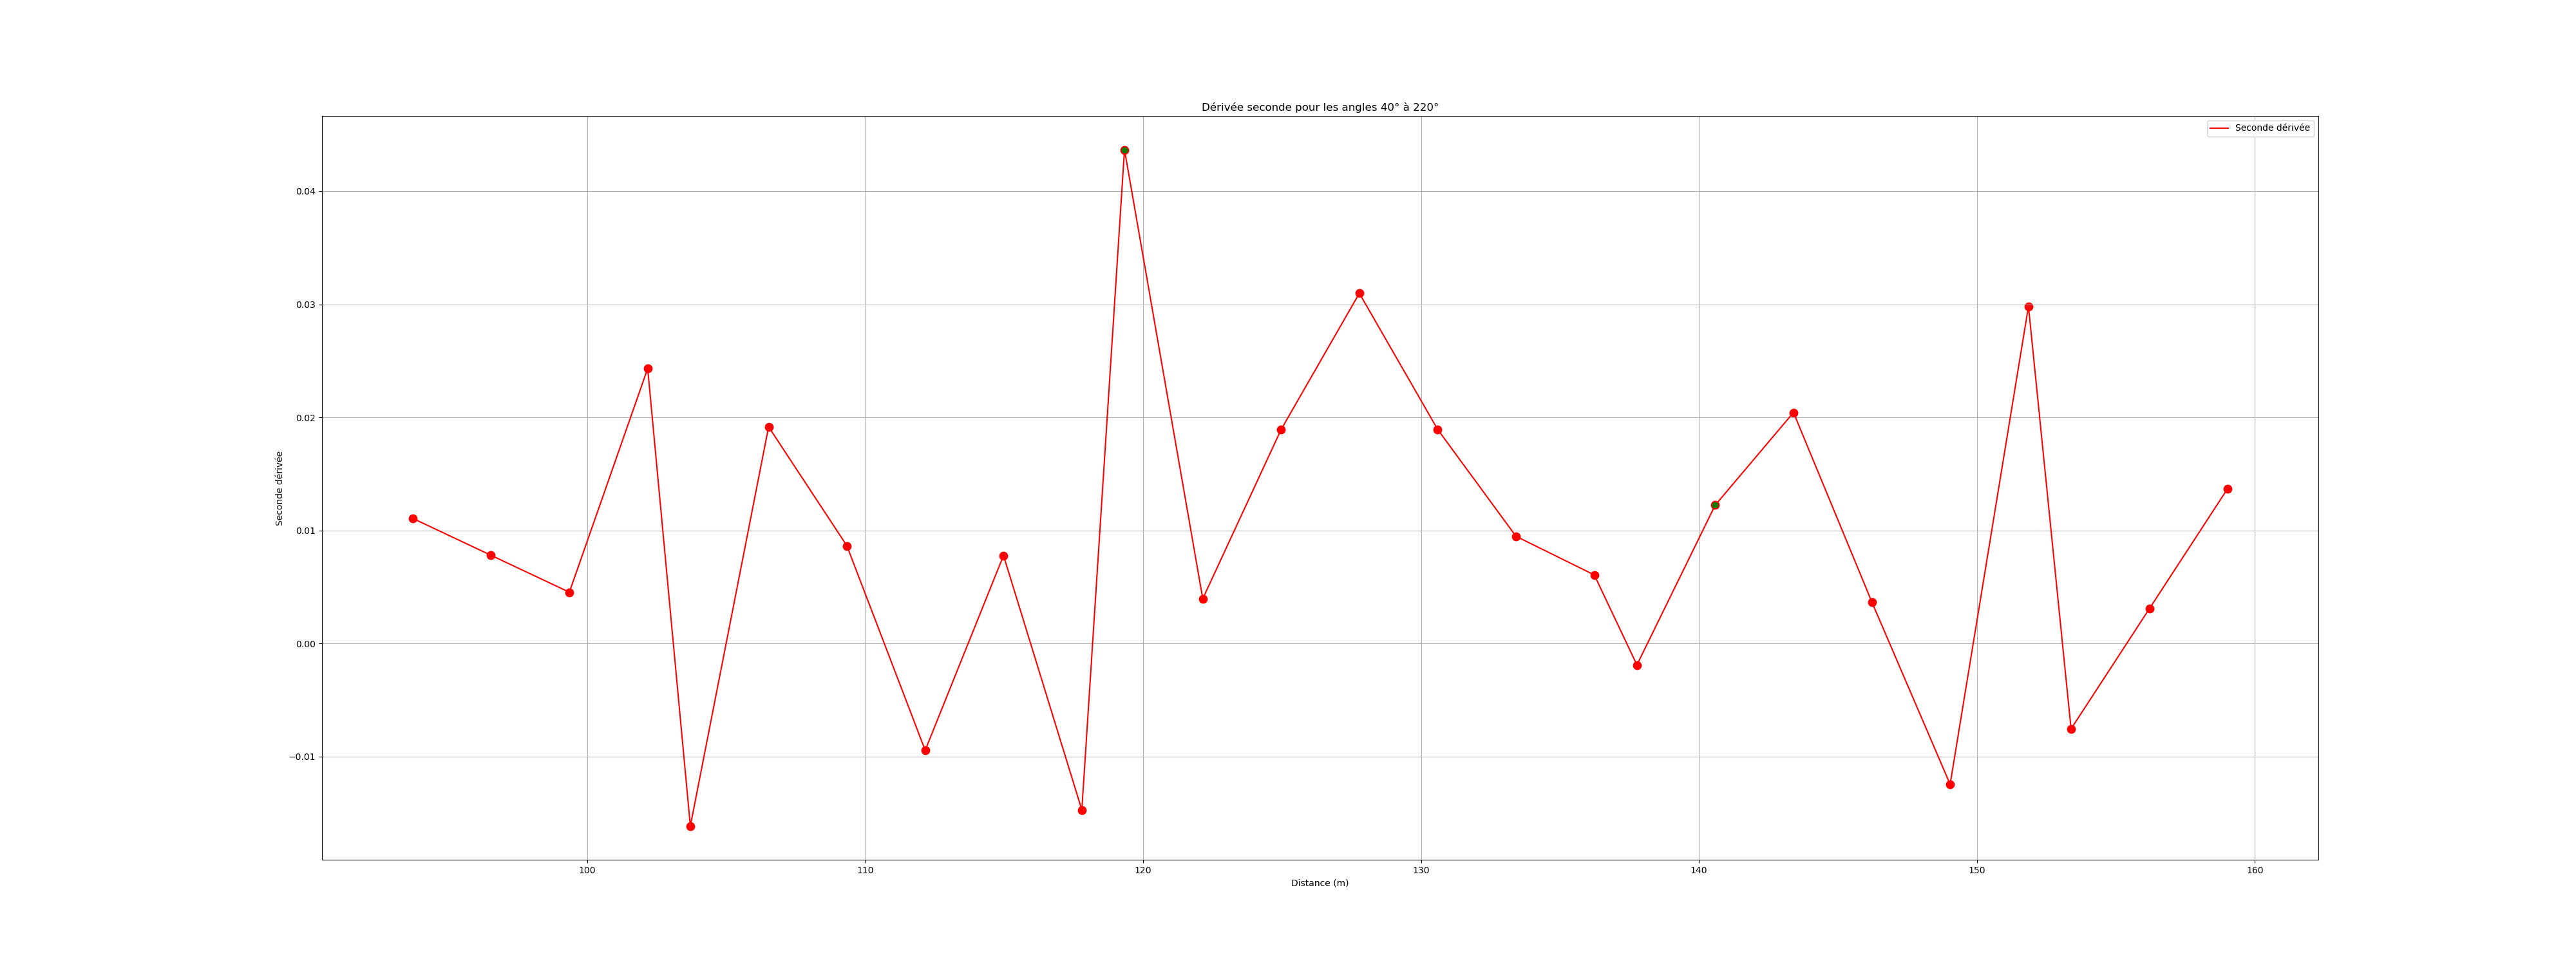 Dérivée seconde pour les angles 40° à 220°
Seconde dérivée
0.04
0.03
0.02
0.01
0.00
−0.01
Seconde dérivée
100 110 120 130 140 150 160
Distance (m)